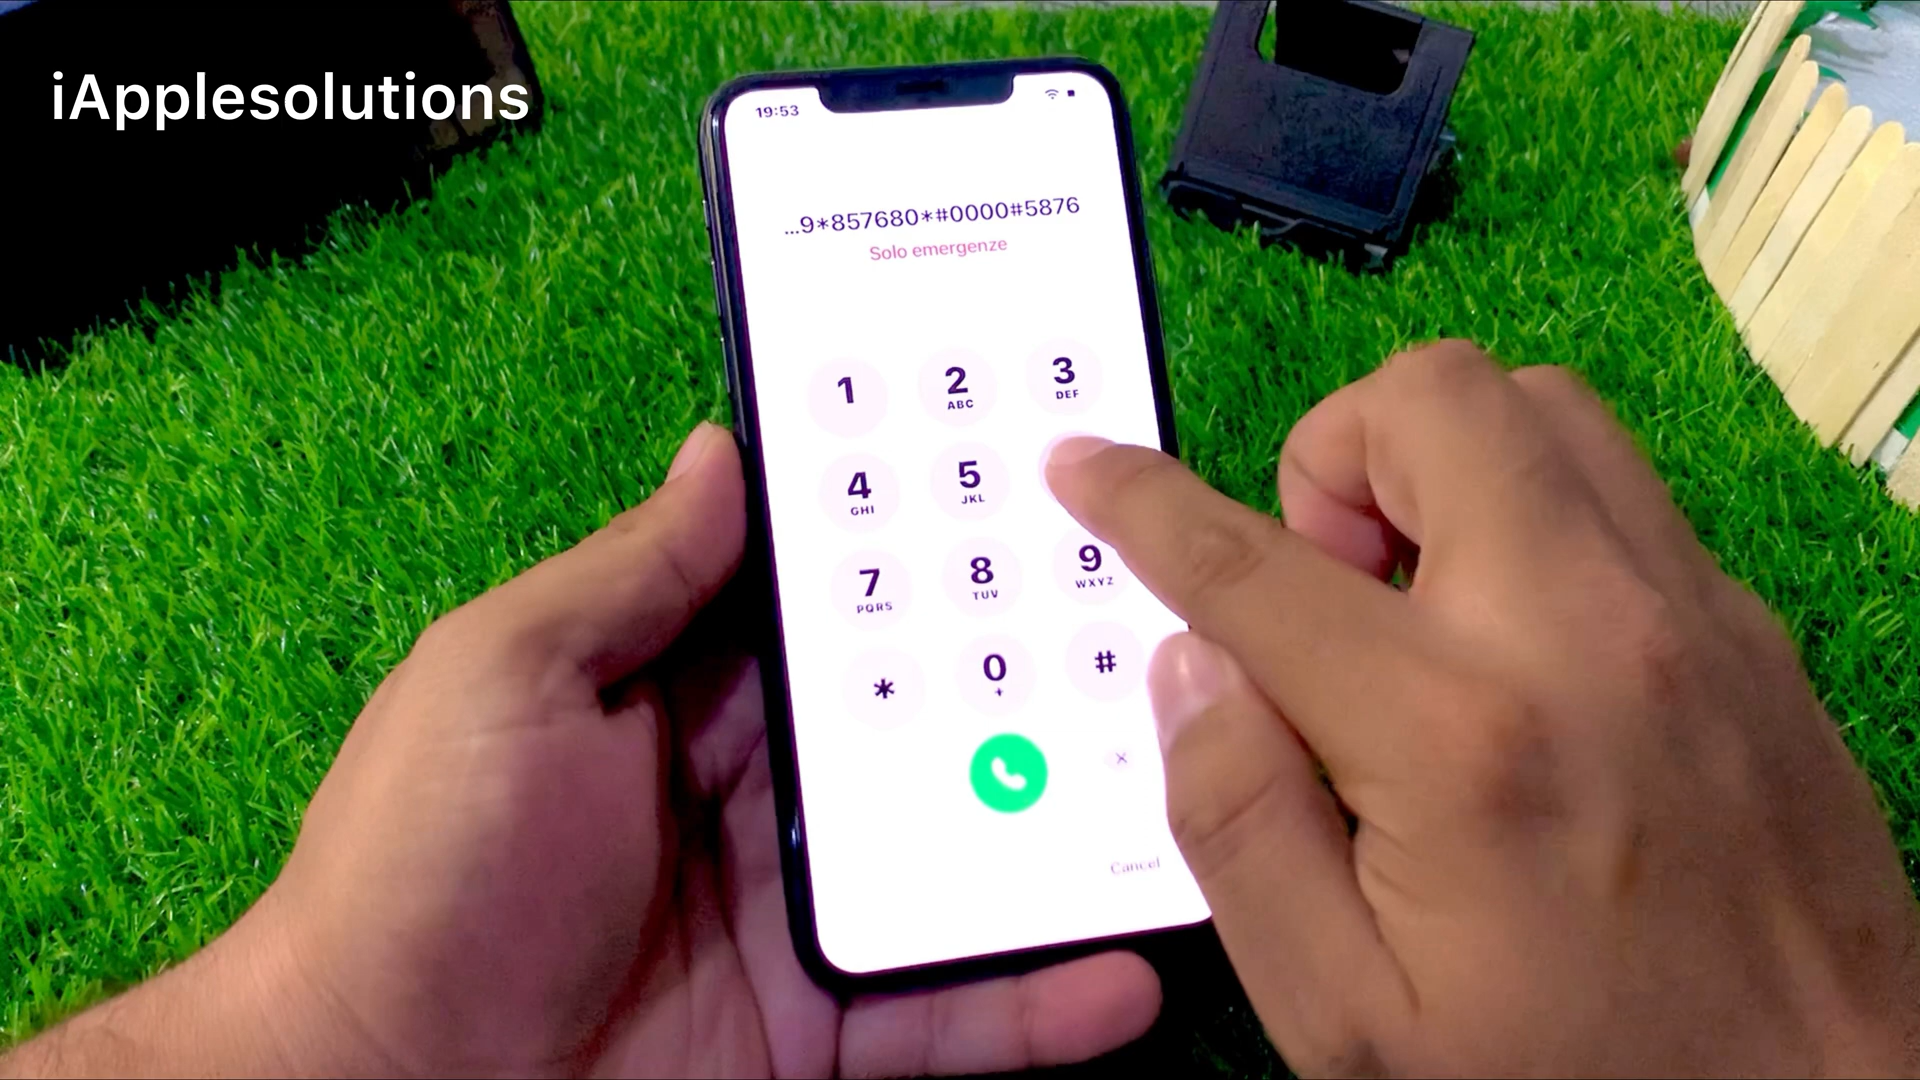 iApplesolutions
19:53
...9*857680*#0000#5876
Solo emergenze
1
2
ABC
3
DEF
4
GHI
5
JKL
7
PQRS
8
TUV
9
WXYZ
*
0
+
#
Cancel